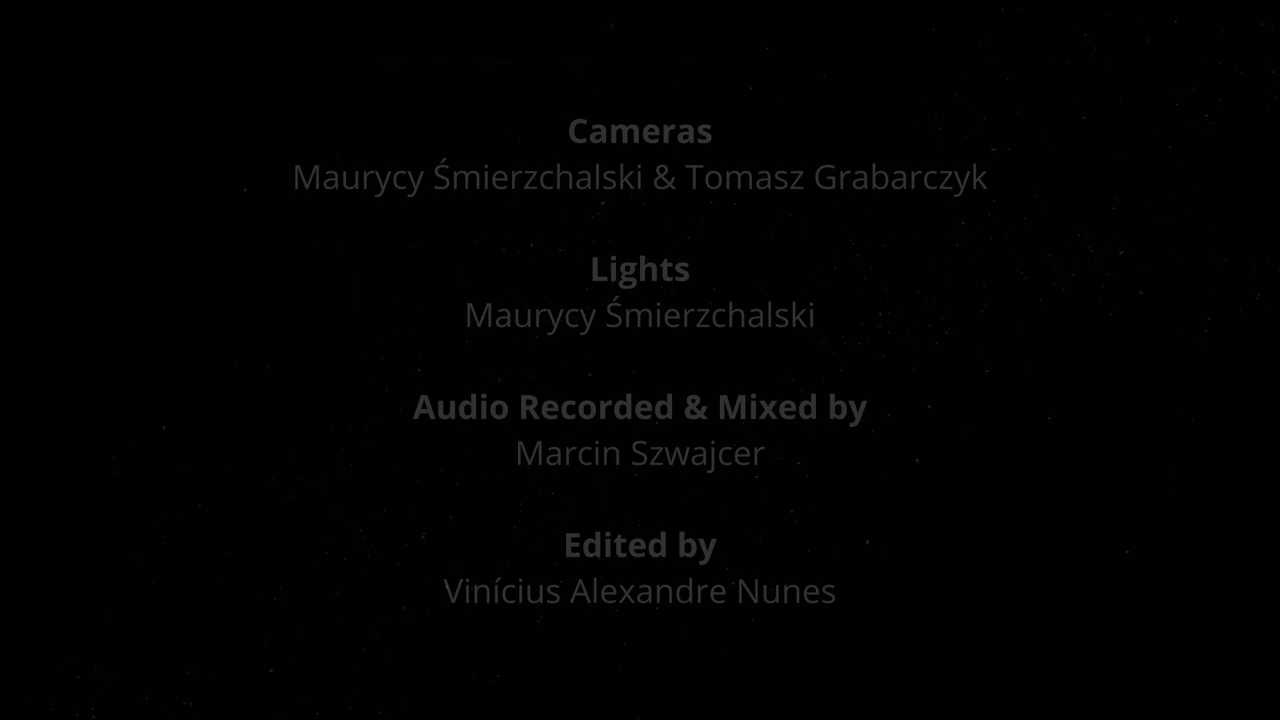 Cameras
Maurycy Śmierzchalski & Tomasz Grabarczyk
Lights
Maurycy Śmierzchalski
Audio Recorded & Mixed by
Marcin Szwajcer
Edited by
Vinícius Alexandre Nunes